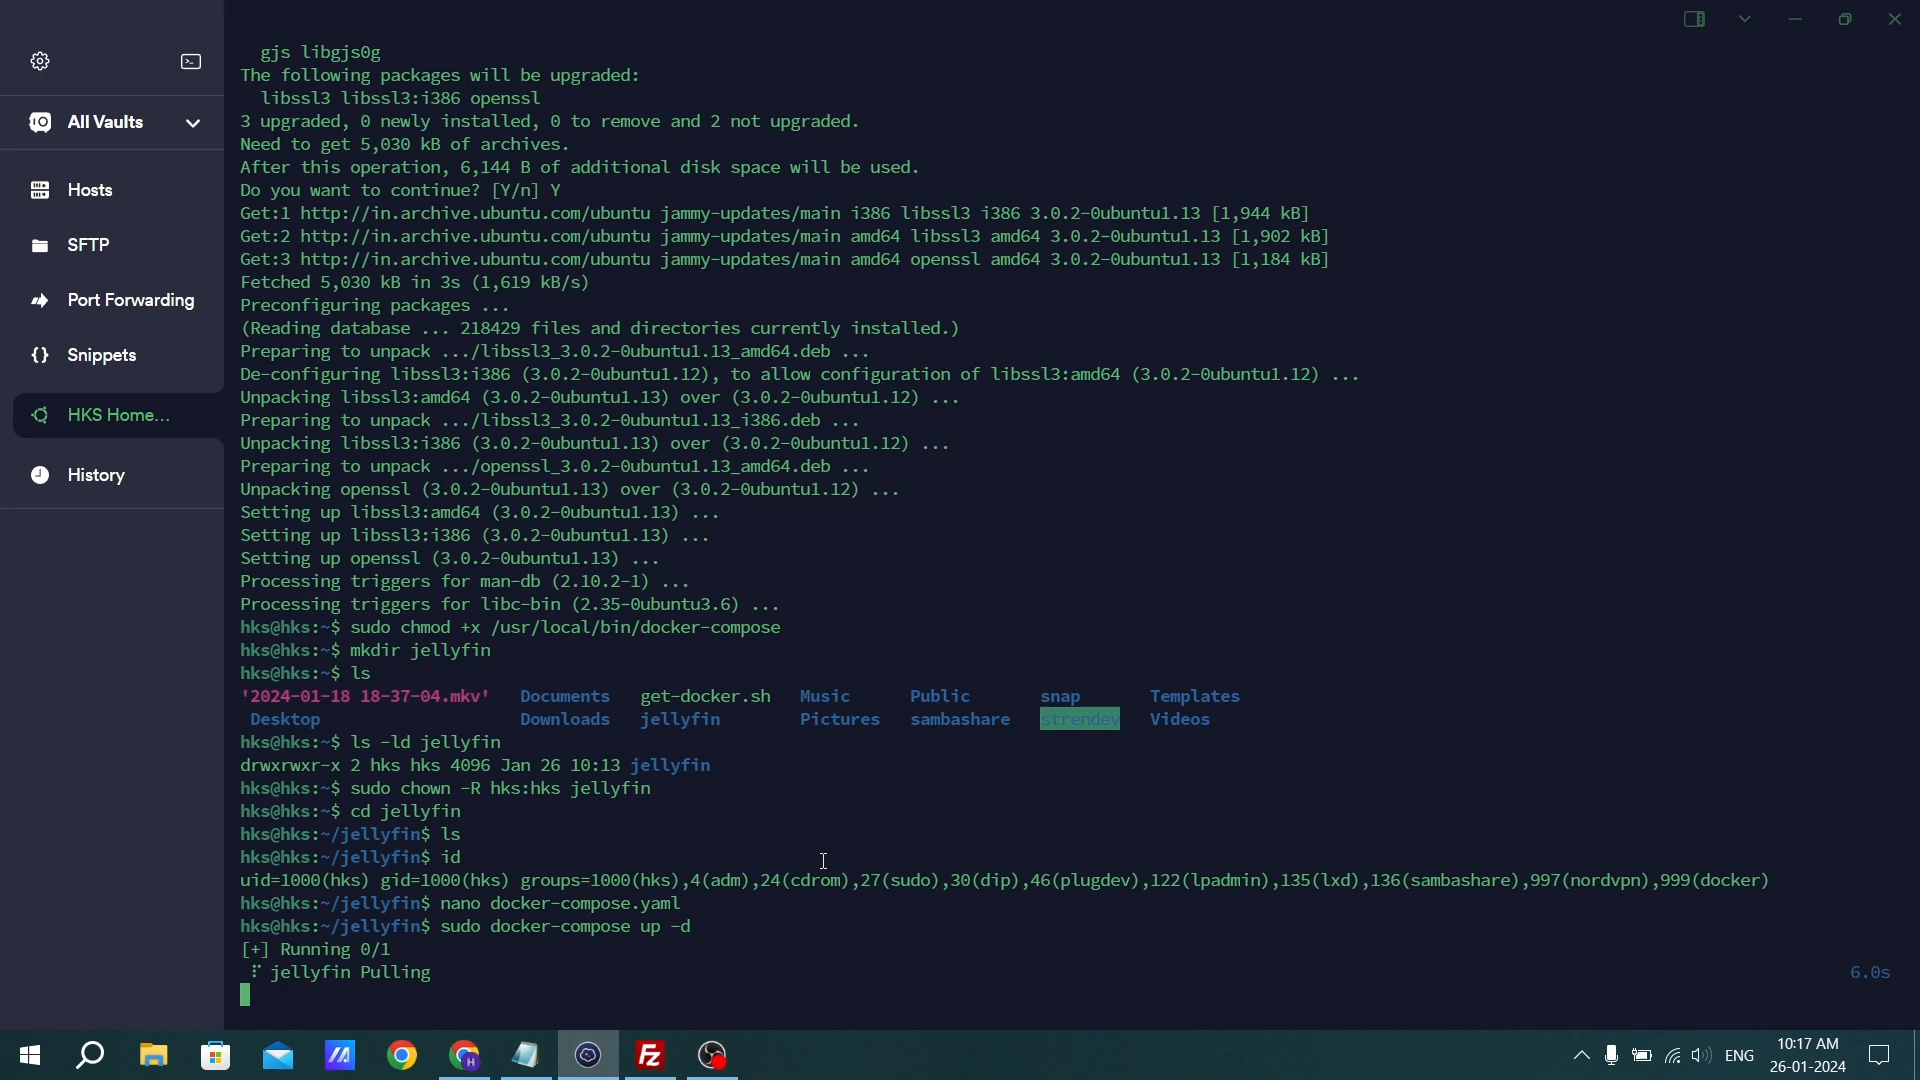 All Vaults
Hosts
SFTP
Port Forwarding
Snippets
HKS Home...
History
gjs libgjs0g
The following packages will be upgraded:
libssl3 libssl3:i386 openssl
3 upgraded, 0 newly installed, 0 to remove and 2 not upgraded.
Need to get 5,030 kB of archives.
After this operation, 6,144 B of additional disk space will be used.
Do you want to continue? [Y/n] Y
Get:1 http://in.archive.ubuntu.com/ubuntu jammy-updates/main i386 libssl3 i386 3.0.2-0ubuntu1.13 [1,944 kB]
Get:2 http://in.archive.ubuntu.com/ubuntu jammy-updates/main amd64 libssl3 amd64 3.0.2-0ubuntu1.13 [1,902 kB]
Get:3 http://in.archive.ubuntu.com/ubuntu jammy-updates/main amd64 openssl amd64 3.0.2-0ubuntu1.13 [1,184 kB]
Fetched 5,030 kB in 3s (1,619 kB/s)
Preconfiguring packages ...
(Reading database ... 218429 files and directories currently installed.)
Preparing to unpack .../libssl3_3.0.2-0ubuntu1.13_amd64.deb ...
De-configuring libssl3:i386 (3.0.2-0ubuntu1.12), to allow configuration of libssl3:amd64 (3.0.2-0ubuntu1.12) ...
Unpacking libssl3:amd64 (3.0.2-0ubuntu1.13) over (3.0.2-0ubuntu1.12) ...
Preparing to unpack .../libssl3_3.0.2-0ubuntu1.13_i386.deb ...
Unpacking libssl3:i386 (3.0.2-0ubuntu1.13) over (3.0.2-0ubuntu1.12) ...
Preparing to unpack .../openssl_3.0.2-0ubuntu1.13_amd64.deb ...
Unpacking openssl (3.0.2-0ubuntu1.13) over (3.0.2-0ubuntu1.12) ...
Setting up libssl3:amd64 (3.0.2-0ubuntu1.13) ...
Setting up libssl3:i386 (3.0.2-0ubuntu1.13) ...
Setting up openssl (3.0.2-0ubuntu1.13) ...
Processing triggers for man-db (2.10.2-1) ...
Processing triggers for libc-bin (2.35-0ubuntu3.6) ...
hks@hks:~$ sudo chmod +x /usr/local/bin/docker-compose
hks@hks:~$ mkdir jellyfin
hks@hks:~$ ls
'2024-01-18 18-37-04.mkv' Documents get-docker.sh Music Public snap Templates
Desktop Downloads jellyfin Pictures sambashare strendev Videos
hks@hks:~$ ls -ld jellyfin
drwxrwxr-x 2 hks hks 4096 Jan 26 10:13 jellyfin
hks@hks:~$ sudo chown -R hks:hks jellyfin
hks@hks:~$ cd jellyfin
hks@hks:~/jellyfin$ ls
hks@hks:~/jellyfin$ id
uid=1000(hks) gid=1000(hks) groups=1000(hks),4(adm),24(cdrom),27(sudo),30(dip),46(plugdev),122(lpadmin),135(lxd),136(sambashare),997(nordvpn),999(docker)
hks@hks:~/jellyfin$ nano docker-compose.yaml
hks@hks:~/jellyfin$ sudo docker-compose up -d
[+] Running 0/1
⠏ jellyfin Pulling 6.0s
ENG
10:17 AM
26-01-2024